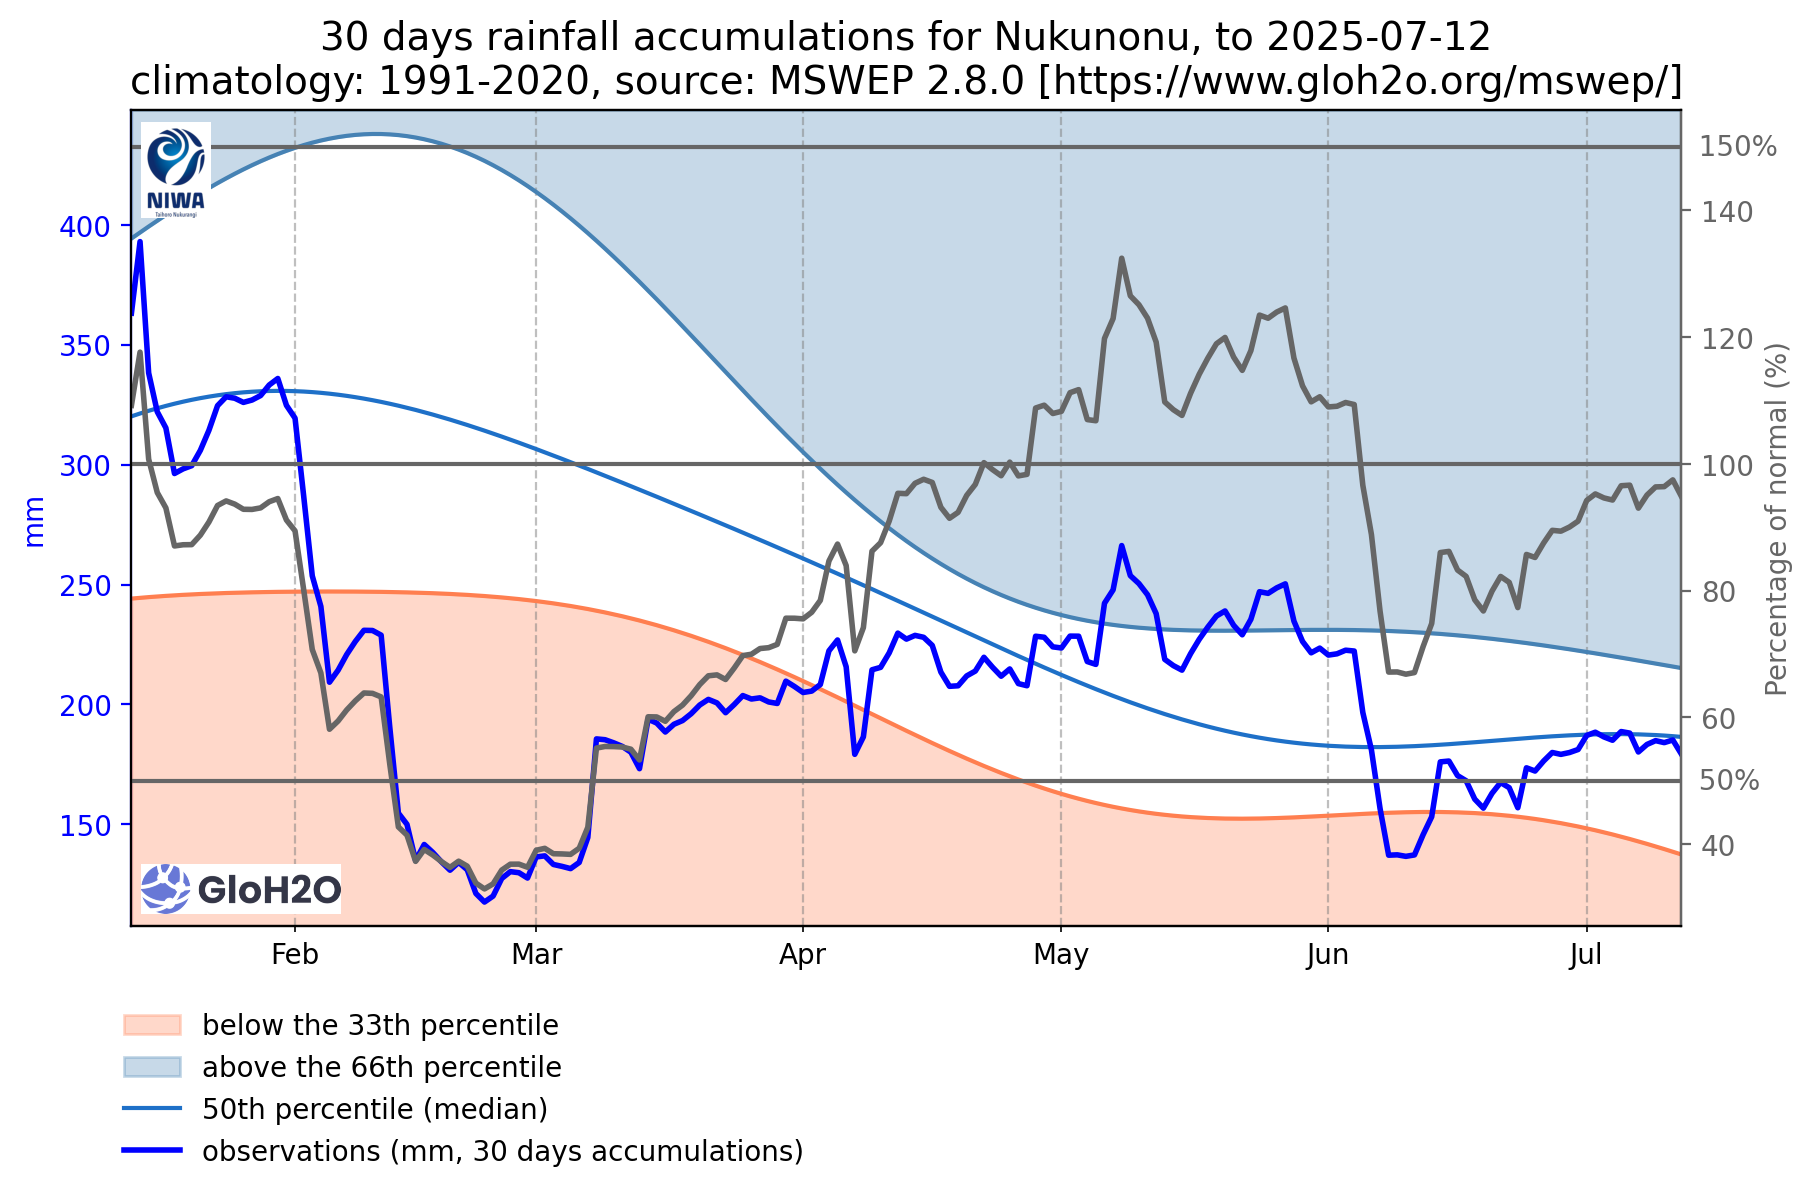 30 days rainfall accumulations for Nukunonu, to 2025-07-12
climatology: 1991-2020, source: MSWEP 2.8.0 [https://www.gloh2o.org/mswep/]
NIWA
Taihoro Nukurangi
400
350
300
250
200
150
mm
150%
140
120
100
80
60
50%
40
Percentage of normal (%)
GloH2O
Feb
Mar
Apr
May
Jun
Jul
below the 33th percentile
above the 66th percentile
50th percentile (median)
observations (mm, 30 days accumulations)